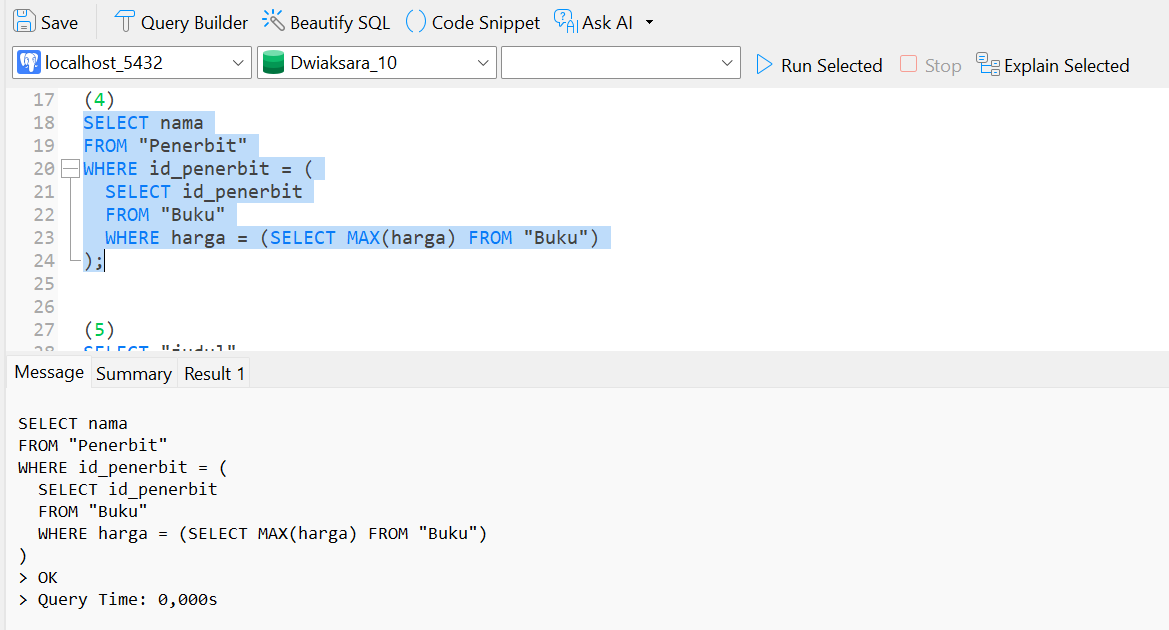 Save Query Builder Beautify SQL () Code Snippet Ask AI
localhost_5432 Dwiaksara_10 Run Selected Stop Explain Selected
17 (4)
18 SELECT nama
19 FROM "Penerbit"
20 WHERE id_penerbit = (
21 SELECT id_penerbit
22 FROM "Buku"
23 WHERE harga = (SELECT MAX(harga) FROM "Buku")
24 );
25
26
27 (5)
28 SELECT "judul"
Message Summary Result 1
SELECT nama
FROM "Penerbit"
WHERE id_penerbit = (
SELECT id_penerbit
FROM "Buku"
WHERE harga = (SELECT MAX(harga) FROM "Buku")
)
> OK
> Query Time: 0,000s